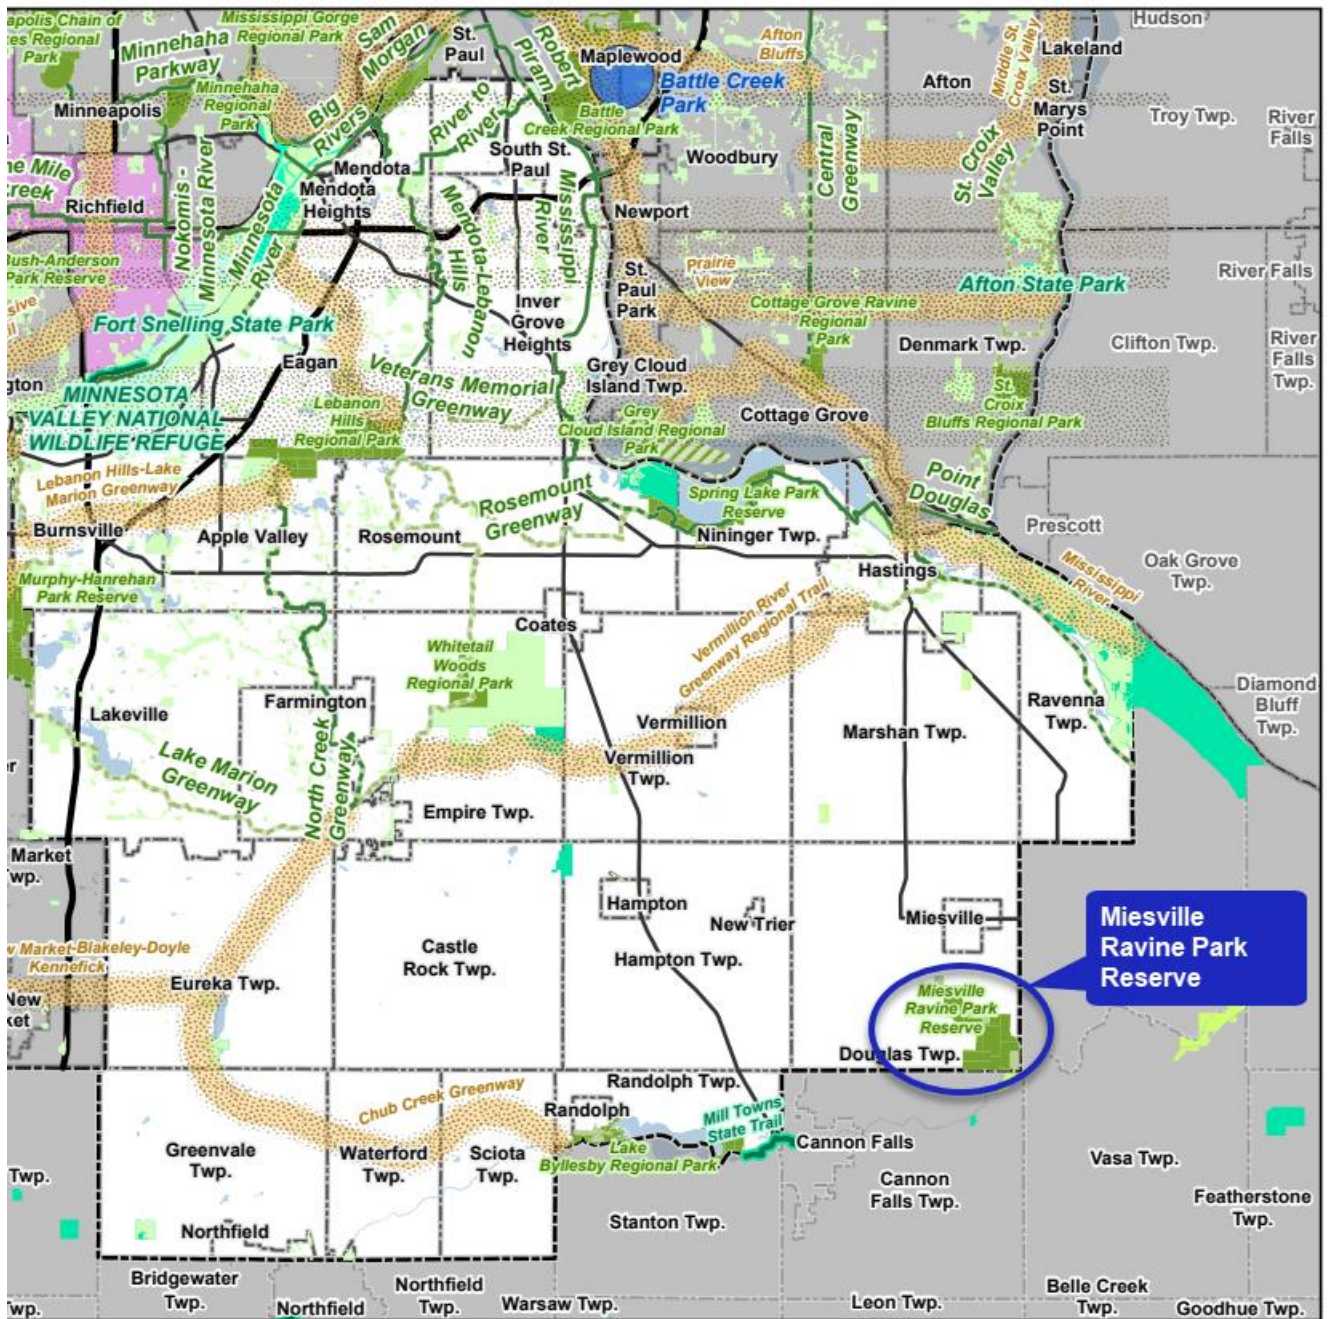 apolis Chain of
es Regional
Park
Mississippi Gorge
Regional Park
Minnehaha
Parkway
Sam
Morgan
St.
Paul
Robert
Piram
Maplewood
Battle Creek
Park
Afton
Bluffs
Middle St.
Croix Valley
Hudson
Lakeland
Afton
St.
Marys
Point
Troy Twp.
River
Falls
Minneapolis
Minnehaha
Regional
Park
Big
Rivers
River to
River
Battle
Creek Regional Park
South St.
Paul
Woodbury
Central
Greenway
St. Croix
Valley
ne Mile
reek
Richfield
Nokomis -
Minnesota River
Minnesota
River
Mendota
Mendota
Heights
Mendota-Lebanon
Hills
Mississippi
River
Newport
Bush-Anderson
Park Reserve
St.
Paul
Park
Prairie
View
River Falls
Afton State Park
Cottage Grove Ravine
Regional
Park
Inver
Grove
Heights
Fort Snelling State Park
Eagan
Denmark Twp.
Clifton Twp.
River
Falls
Twp.
gton
MINNESOTA
VALLEY NATIONAL
WILDLIFE REFUGE
Veterans Memorial
Greenway
Grey Cloud
Island Twp.
Lebanon
Hills
Regional Park
Grey
Cloud Island Regional
Park
Cottage Grove
St.
Croix
Bluffs Regional Park
Lebanon Hills-Lake
Marion Greenway
Rosemount
Greenway
Spring Lake Park
Reserve
Point
Douglas
Prescott
Burnsville
Apple Valley
Rosemount
Nininger Twp.
Hastings
Mississippi
River
Oak Grove
Twp.
Murphy-Hanrehan
Park Reserve
Coates
Vermillion River
Greenway Regional Trail
Whitetail
Woods
Regional Park
Farmington
Lakeville
Vermillion
Ravenna
Twp.
Diamond
Bluff
Twp.
Marshan Twp.
Lake Marion
Greenway
North Creek
Greenway
Vermillion
Twp.
Empire Twp.
Market
Twp.
Hampton
New Trier
Miesville
Miesville
Ravine Park
Reserve
w Market-Blakeley-Doyle
Kennefick
Castle
Rock Twp.
Hampton Twp.
Eureka Twp.
New
ket
Miesville
Ravine Park
Reserve
Douglas Twp.
Randolph Twp.
Chub Creek Greenway
Randolph
Mill Towns
State Trail
Greenvale
Twp.
Waterford
Twp.
Sciota
Twp.
Lake
Byllesby Regional Park
Cannon Falls
Twp.
Vasa Twp.
Cannon
Falls Twp.
Featherstone
Twp.
Stanton Twp.
Northfield
Bridgewater
Twp.
Northfield
Northfield
Twp.
Warsaw Twp.
Leon Twp.
Belle Creek
Twp.
Goodhue Twp.
Twp.